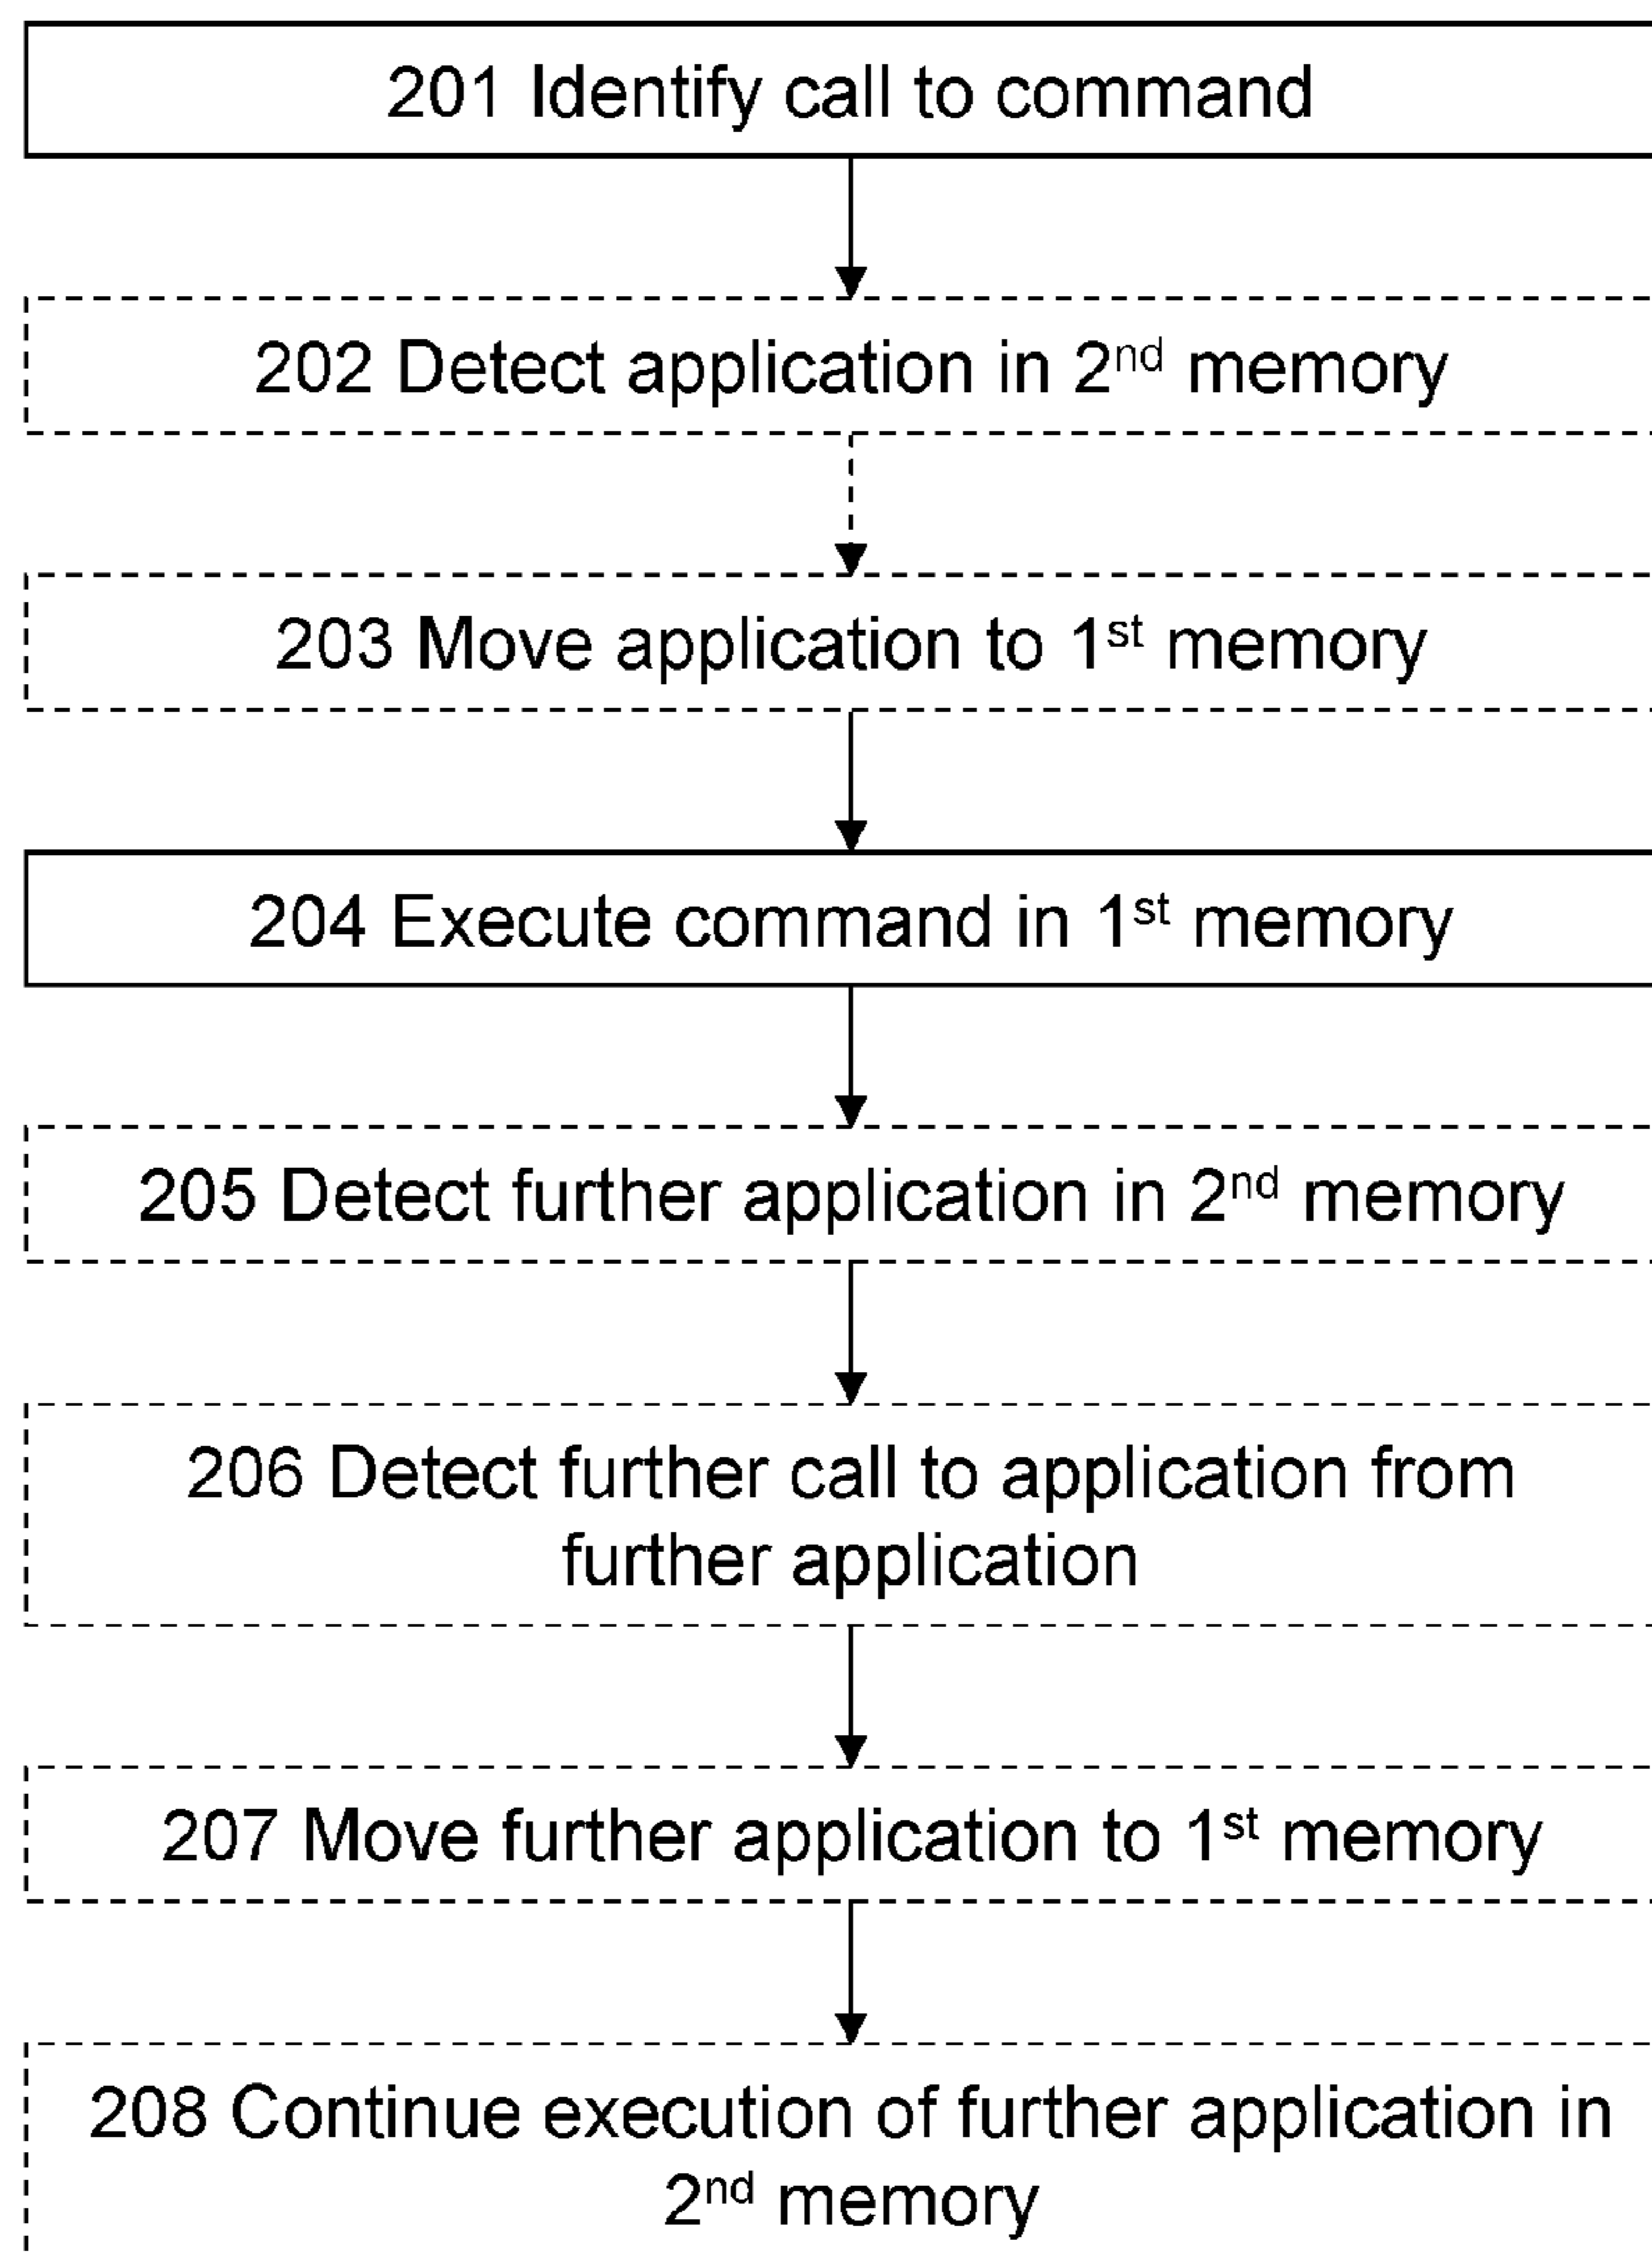 201 Identify call to command
202 Detect application in 2nd memory
203 Move application to 1st memory
204 Execute command in 1st memory
205 Detect further application in 2nd memory
206 Detect further call to application from
further application
207 Move further application to 1st memory
208 Continue execution of further application in
2nd memory